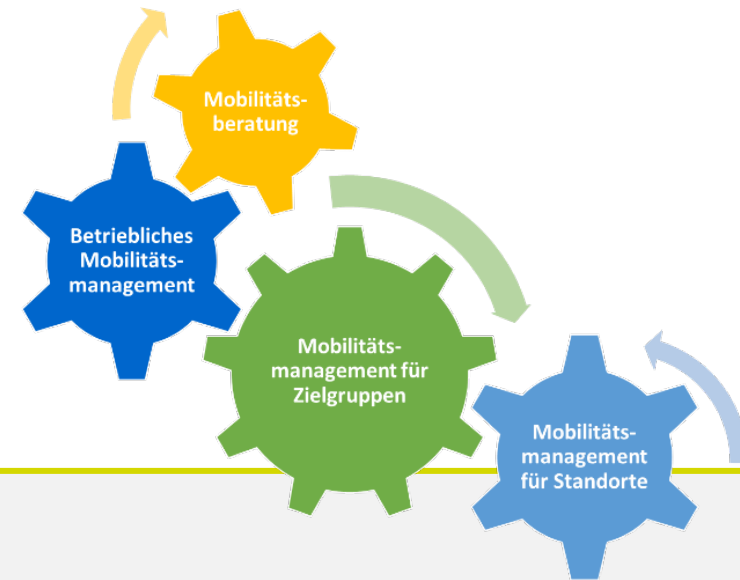 Mobilitäts-
beratung
Betriebliches
Mobilitäts-
management
Mobilitäts-
management für
Zielgruppen
Mobilitäts-
management
für Standorte